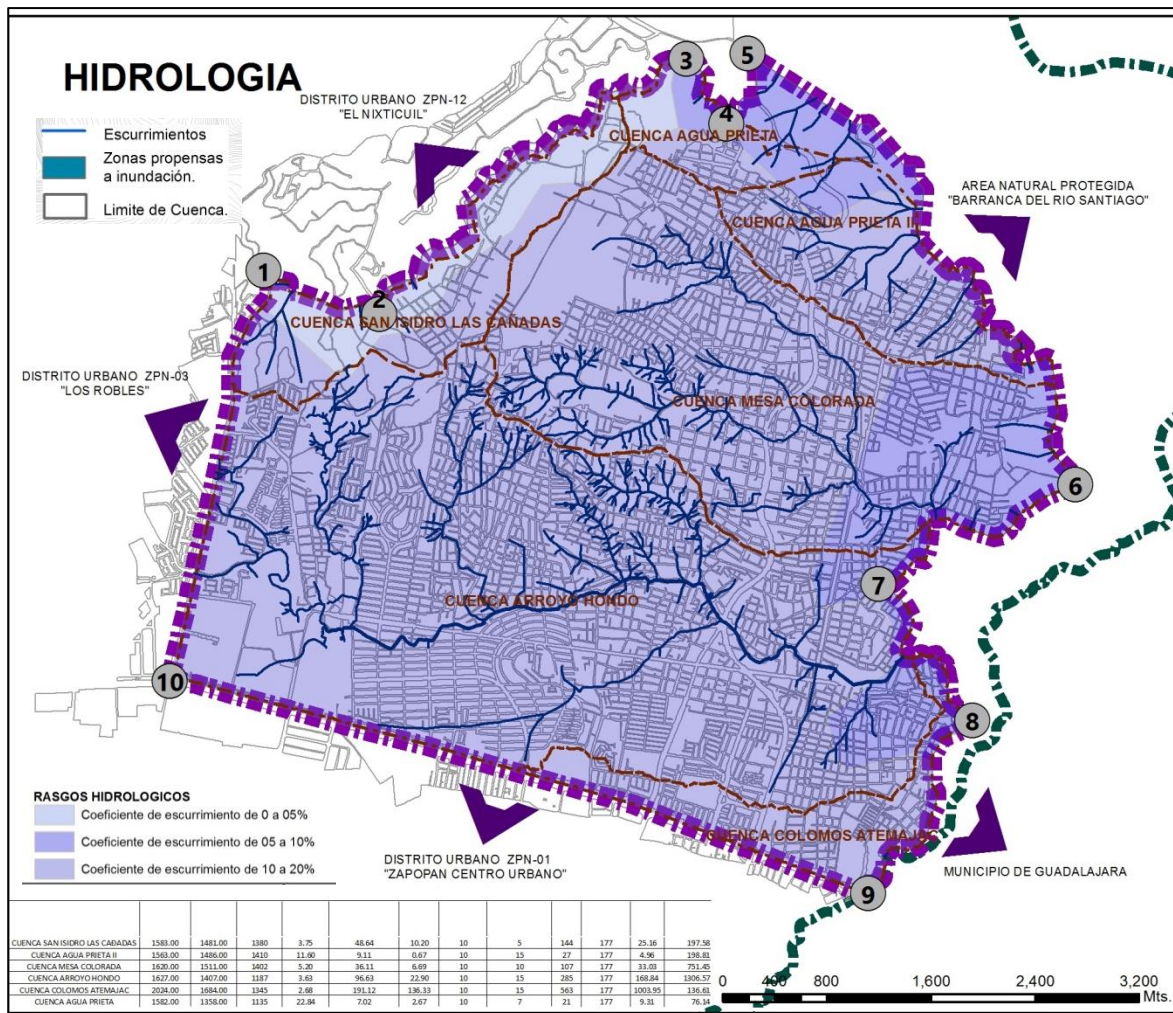 HIDROLOGIA
Escurrimientos
Zonas propensas
a inundación.
Limite de Cuenca.
DISTRITO URBANO ZPN-12
"EL NIXTICUIL"
3
5
4
CUENCA AGUA PRIETA
AREA NATURAL PROTEGIDA
"BARRANCA DEL RIO SANTIAGO"
CUENCA AGUA PRIETA II
1
2
CUENCA SAN ISIDRO LAS CAÑADAS
DISTRITO URBANO ZPN-03
"LOS ROBLES"
CUENCA MESA COLORADA
6
7
CUENCA ARROYO HONDO
10
8
RASGOS HIDROLOGICOS
Coeficiente de escurrimiento de 0 a 05%
Coeficiente de escurrimiento de 05 a 10%
Coeficiente de escurrimiento de 10 a 20%
CUENCA COLOMOS ATEMAJAC
DISTRITO URBANO ZPN-01
"ZAPOPAN CENTRO URBANO"
MUNICIPIO DE GUADALAJARA
9
CUENCA SAN ISIDRO LAS CAÐADAS 1583.00 1481.00 1380 3.75 48.64 10.20 10 5 144 177 25.16 197.58
CUENCA AGUA PRIETA II 1563.00 1486.00 1410 11.60 9.11 0.67 10 15 27 177 4.96 198.81
CUENCA MESA COLORADA 1620.00 1511.00 1402 5.20 36.11 6.69 10 10 107 177 33.03 751.45
CUENCA ARROYO HONDO 1627.00 1407.00 1187 3.63 96.63 22.90 10 15 285 177 168.84 1306.57
CUENCA COLOMOS ATEMAJAC 2024.00 1684.00 1345 2.68 191.12 136.33 10 15 563 177 1003.95 136.61
CUENCA AGUA PRIETA 1582.00 1358.00 1135 22.84 7.02 2.67 10 7 21 177 9.31 76.14
0 400 800 1,600 2,400 3,200
Mts.